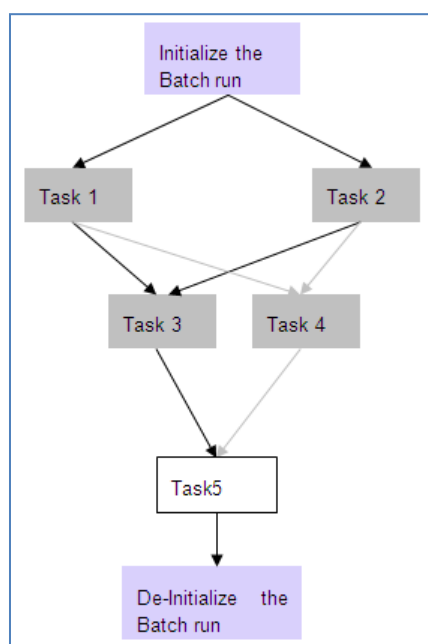 Initialize the
Batch run
Task 1
Task 2
Task 3
Task 4
Task5
De-Initialize the
Batch run